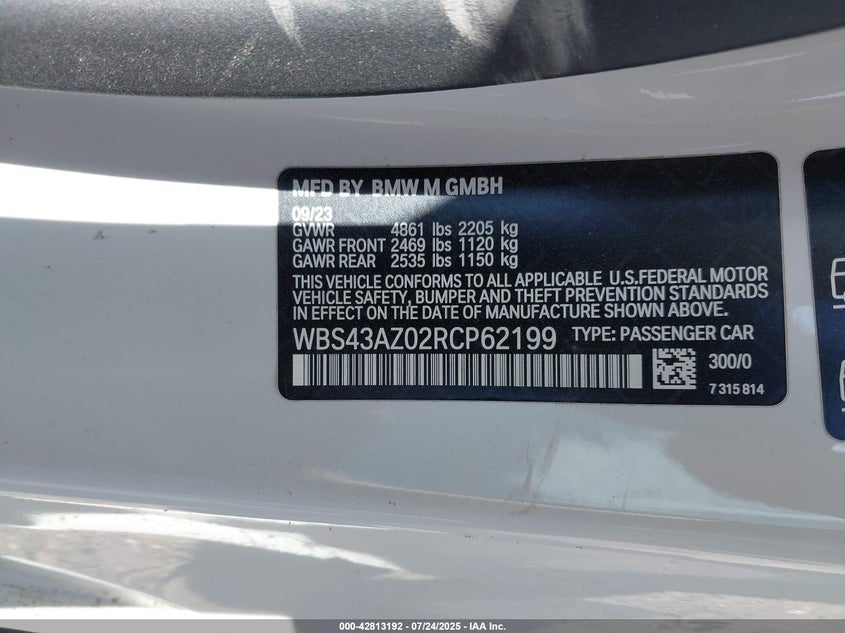 MFD BY BMW M GMBH
09/23
GVWR 4861 lbs 2205 kg
GAWR FRONT 2469 lbs 1120 kg
GAWR REAR 2535 lbs 1150 kg
THIS VEHICLE CONFORMS TO ALL APPLICABLE U.S.FEDERAL MOTOR
VEHICLE SAFETY, BUMPER AND THEFT PREVENTION STANDARDS
IN EFFECT ON THE DATE OF MANUFACTURE SHOWN ABOVE.
WBS43AZ02RCP62199 TYPE: PASSENGER CAR
300/0
7 315 814
000-42813192 - 07/24/2025 - IAA Inc.